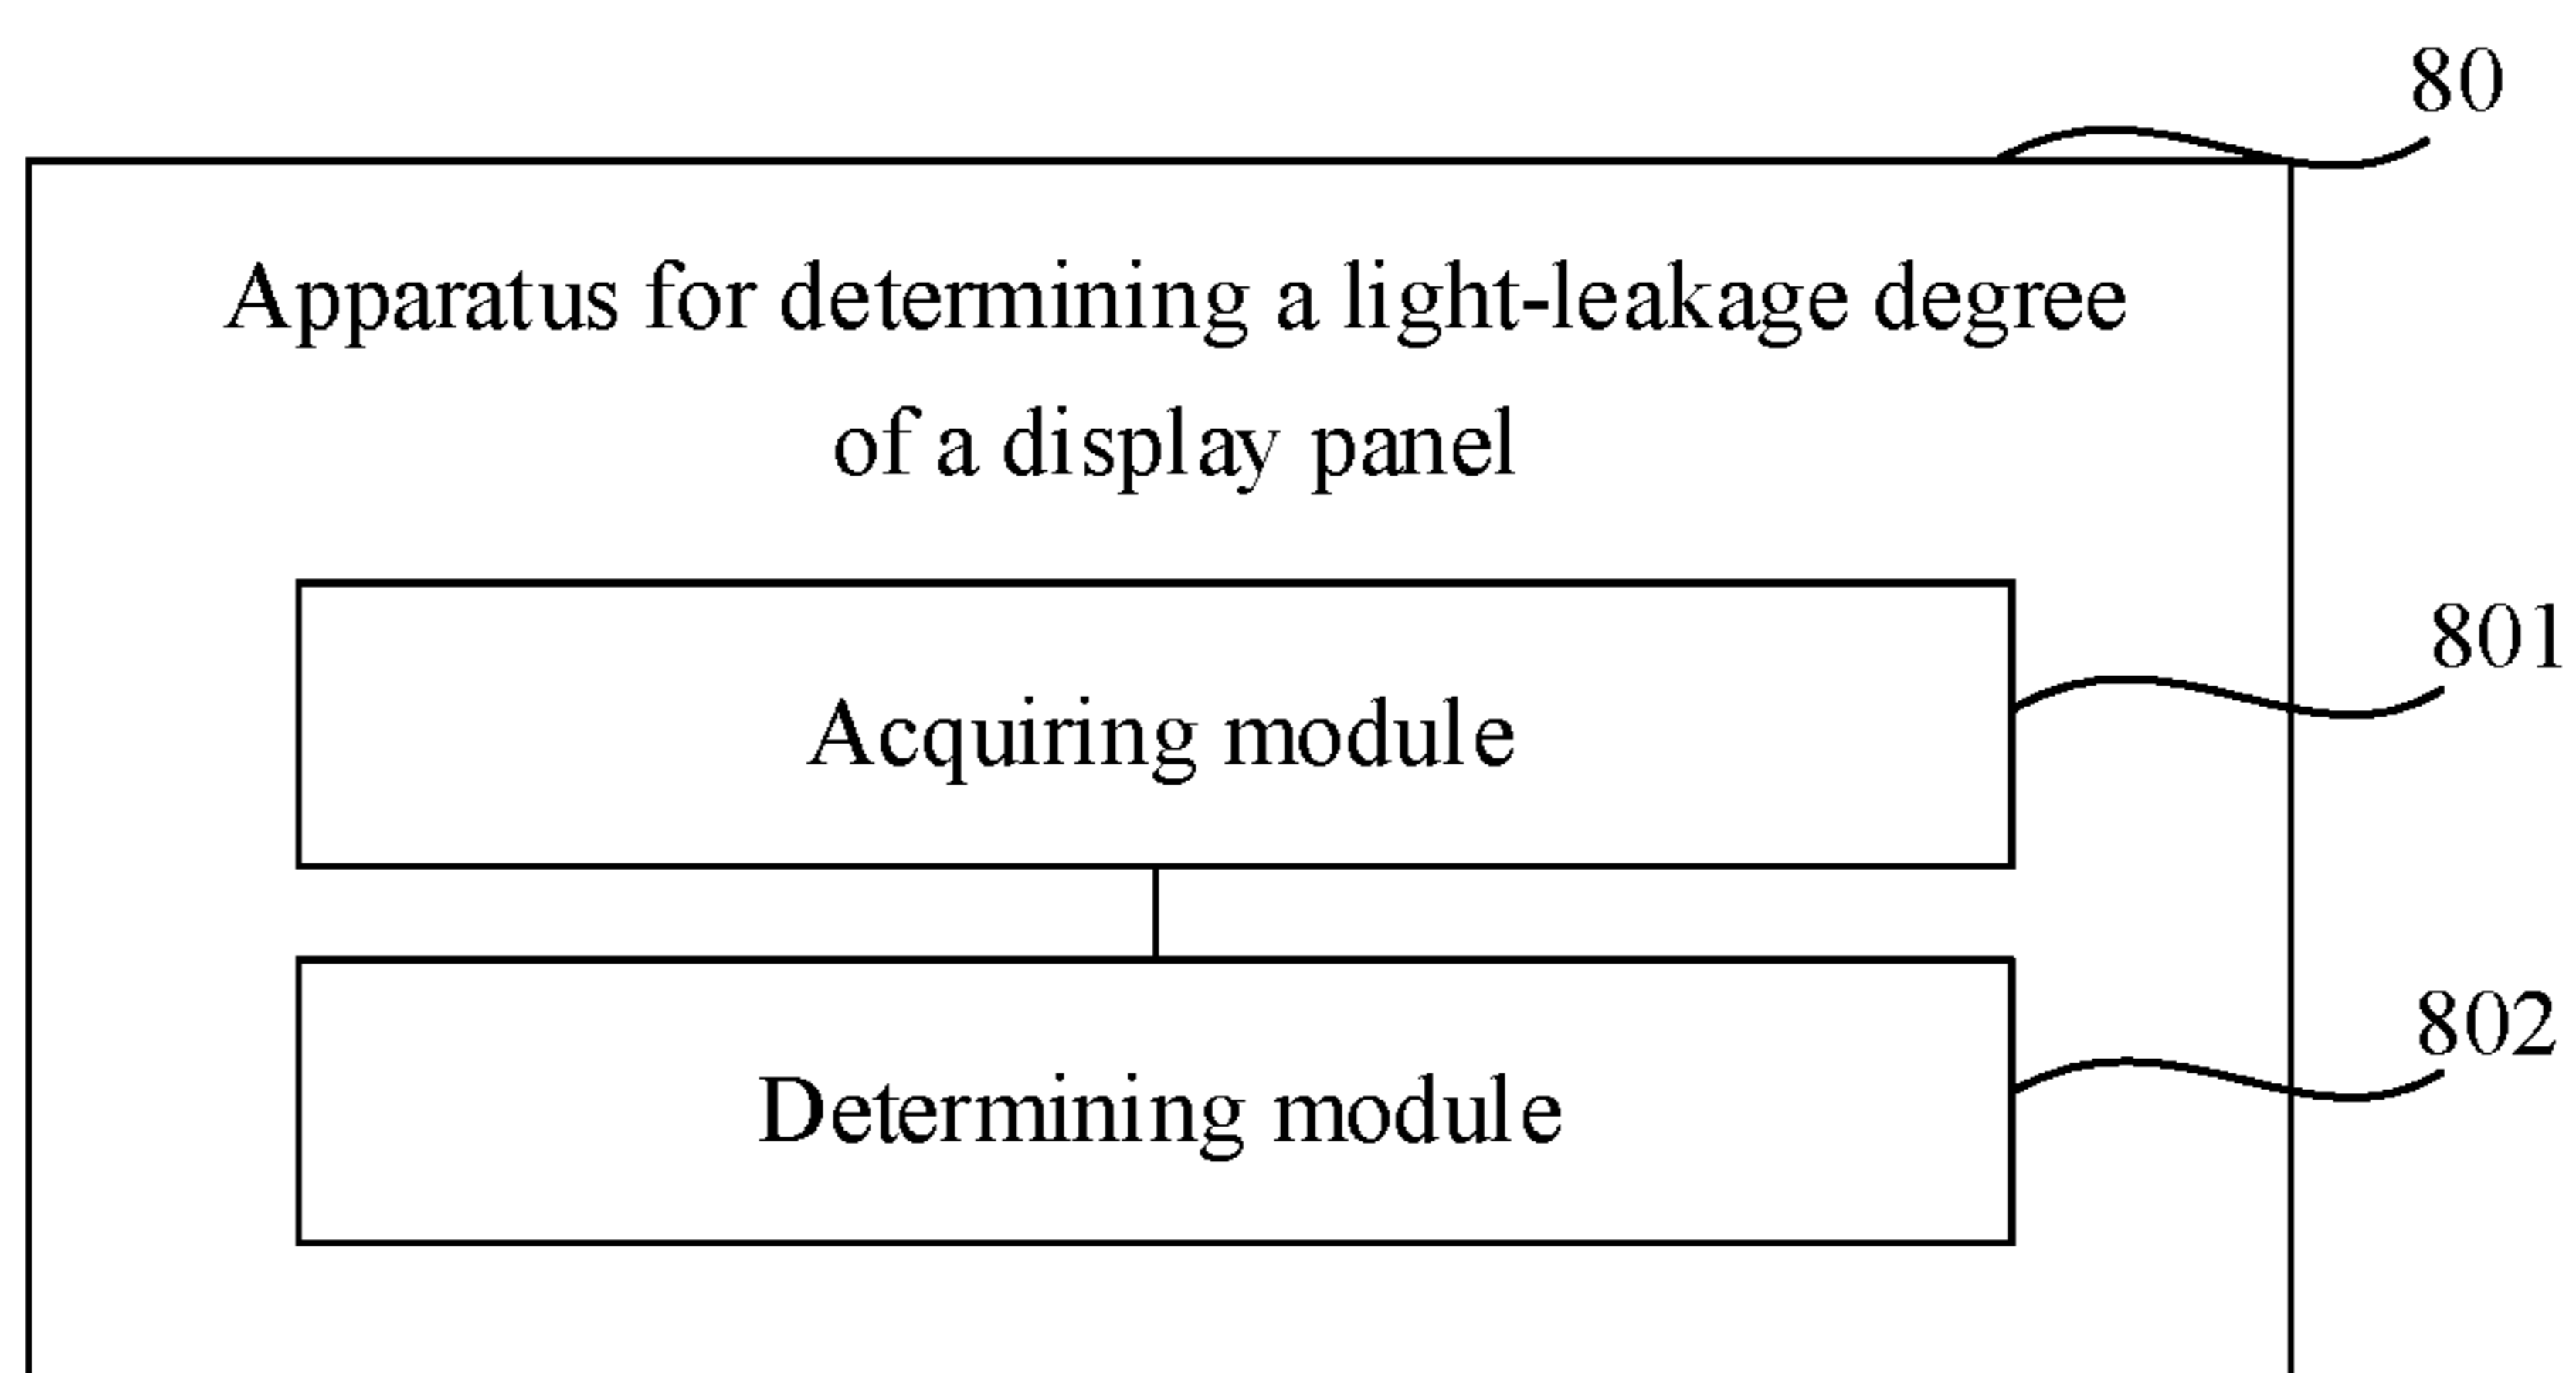 80
Apparatus for determining a light-leakage degree
of a display panel
801
Acquiring module
802
Determining module